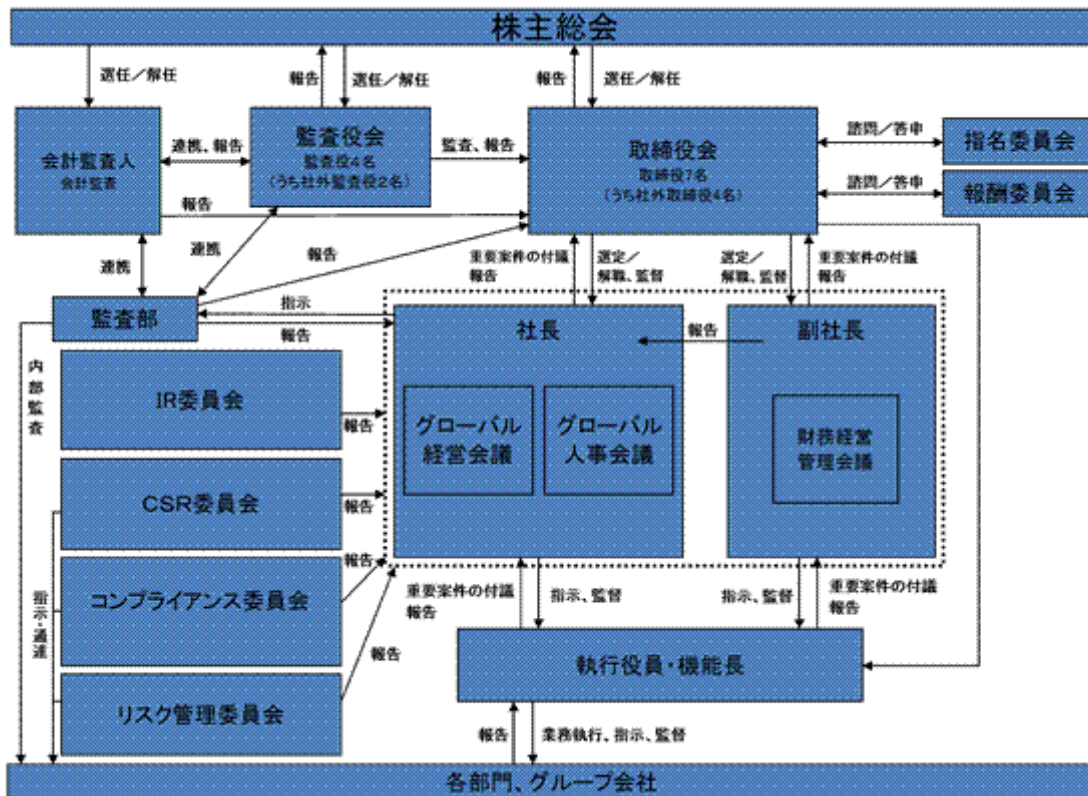 株主総会
選任／解任
報告
選任／解任
報告
選任／解任
会計監査人
会計監査
連携、報告
監査役会
監査役4名
(うち社外監査役2名)
監査、報告
取締役会
取締役7名
(うち社外取締役4名)
諮問／答申
指名委員会
諮問／答申
報酬委員会
報告
連携
連携
報告
重要案件の付議
報告
選定／
解職、監督
選定／
解職、監督
重要案件の付議
報告
監査部
指示
報告
社長
報告
副社長
内部監査
IR委員会
報告
グローバル
経営会議
グローバル
人事会議
財務経営
管理会議
CSR委員会
報告
報告
コンプライアンス委員会
指示・通達
重要案件の付議
報告
指示、監督
指示、監督
重要案件の付議
報告
報告
執行役員・機能長
リスク管理委員会
報告
業務執行、指示、監督
各部門、グループ会社